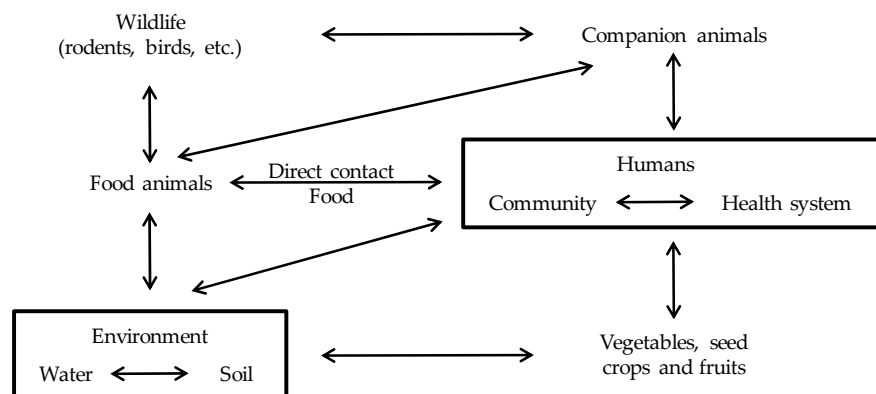 Wildlife
(rodents, birds, etc.)
Companion animals
Food animals
Direct contact
Food
Humans
Community
Health system
Environment
Water
Soil
Vegetables, seed
crops and fruits